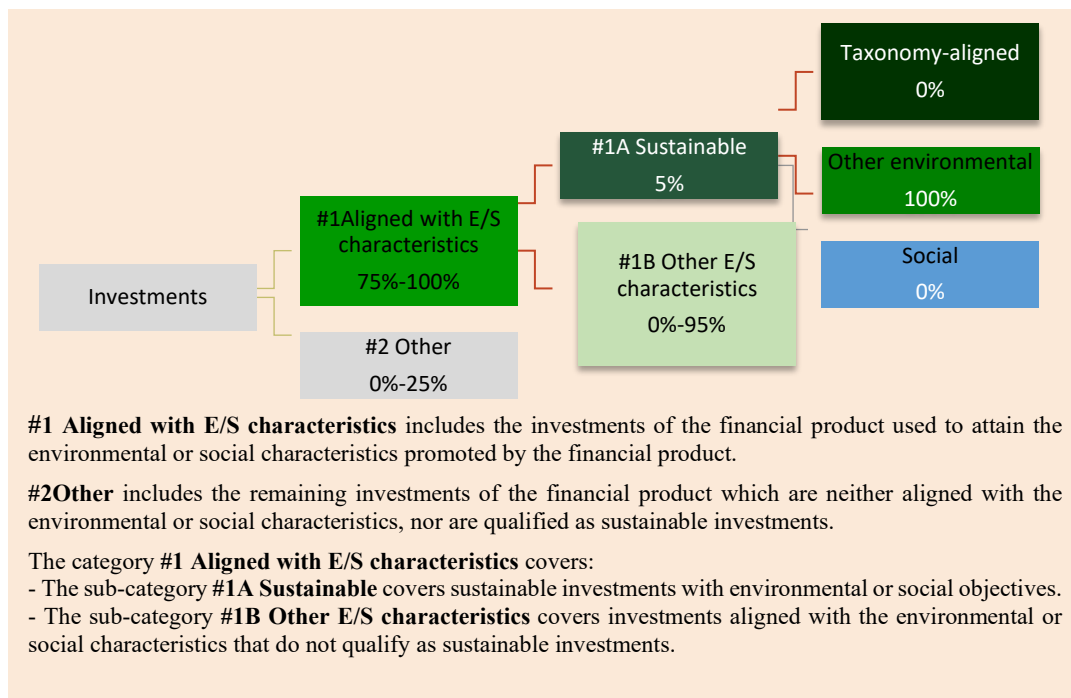 Taxonomy-aligned
0%
#1A Sustainable
5%
Other environmental
100%
#1Aligned with E/S
characteristics
75%-100%
#1B Other E/S
characteristics
0%-95%
Social
0%
Investments
#2 Other
0%-25%
#1 Aligned with E/S characteristics includes the investments of the financial product used to attain the
environmental or social characteristics promoted by the financial product.
#2Other includes the remaining investments of the financial product which are neither aligned with the
environmental or social characteristics, nor are qualified as sustainable investments.
The category #1 Aligned with E/S characteristics covers:
- The sub-category #1A Sustainable covers sustainable investments with environmental or social objectives.
- The sub-category #1B Other E/S characteristics covers investments aligned with the environmental or
social characteristics that do not qualify as sustainable investments.